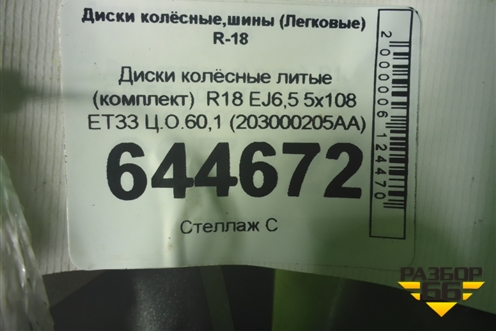 Диски колёсные,шины (Легковые)
R-18
Диски колёсные литые
(комплект) R18 EJ6,5 5x108
ET33 Ц.О.60,1 (203000205AA)
644672
Стеллаж С
2000006124470
РАЗБОР
66